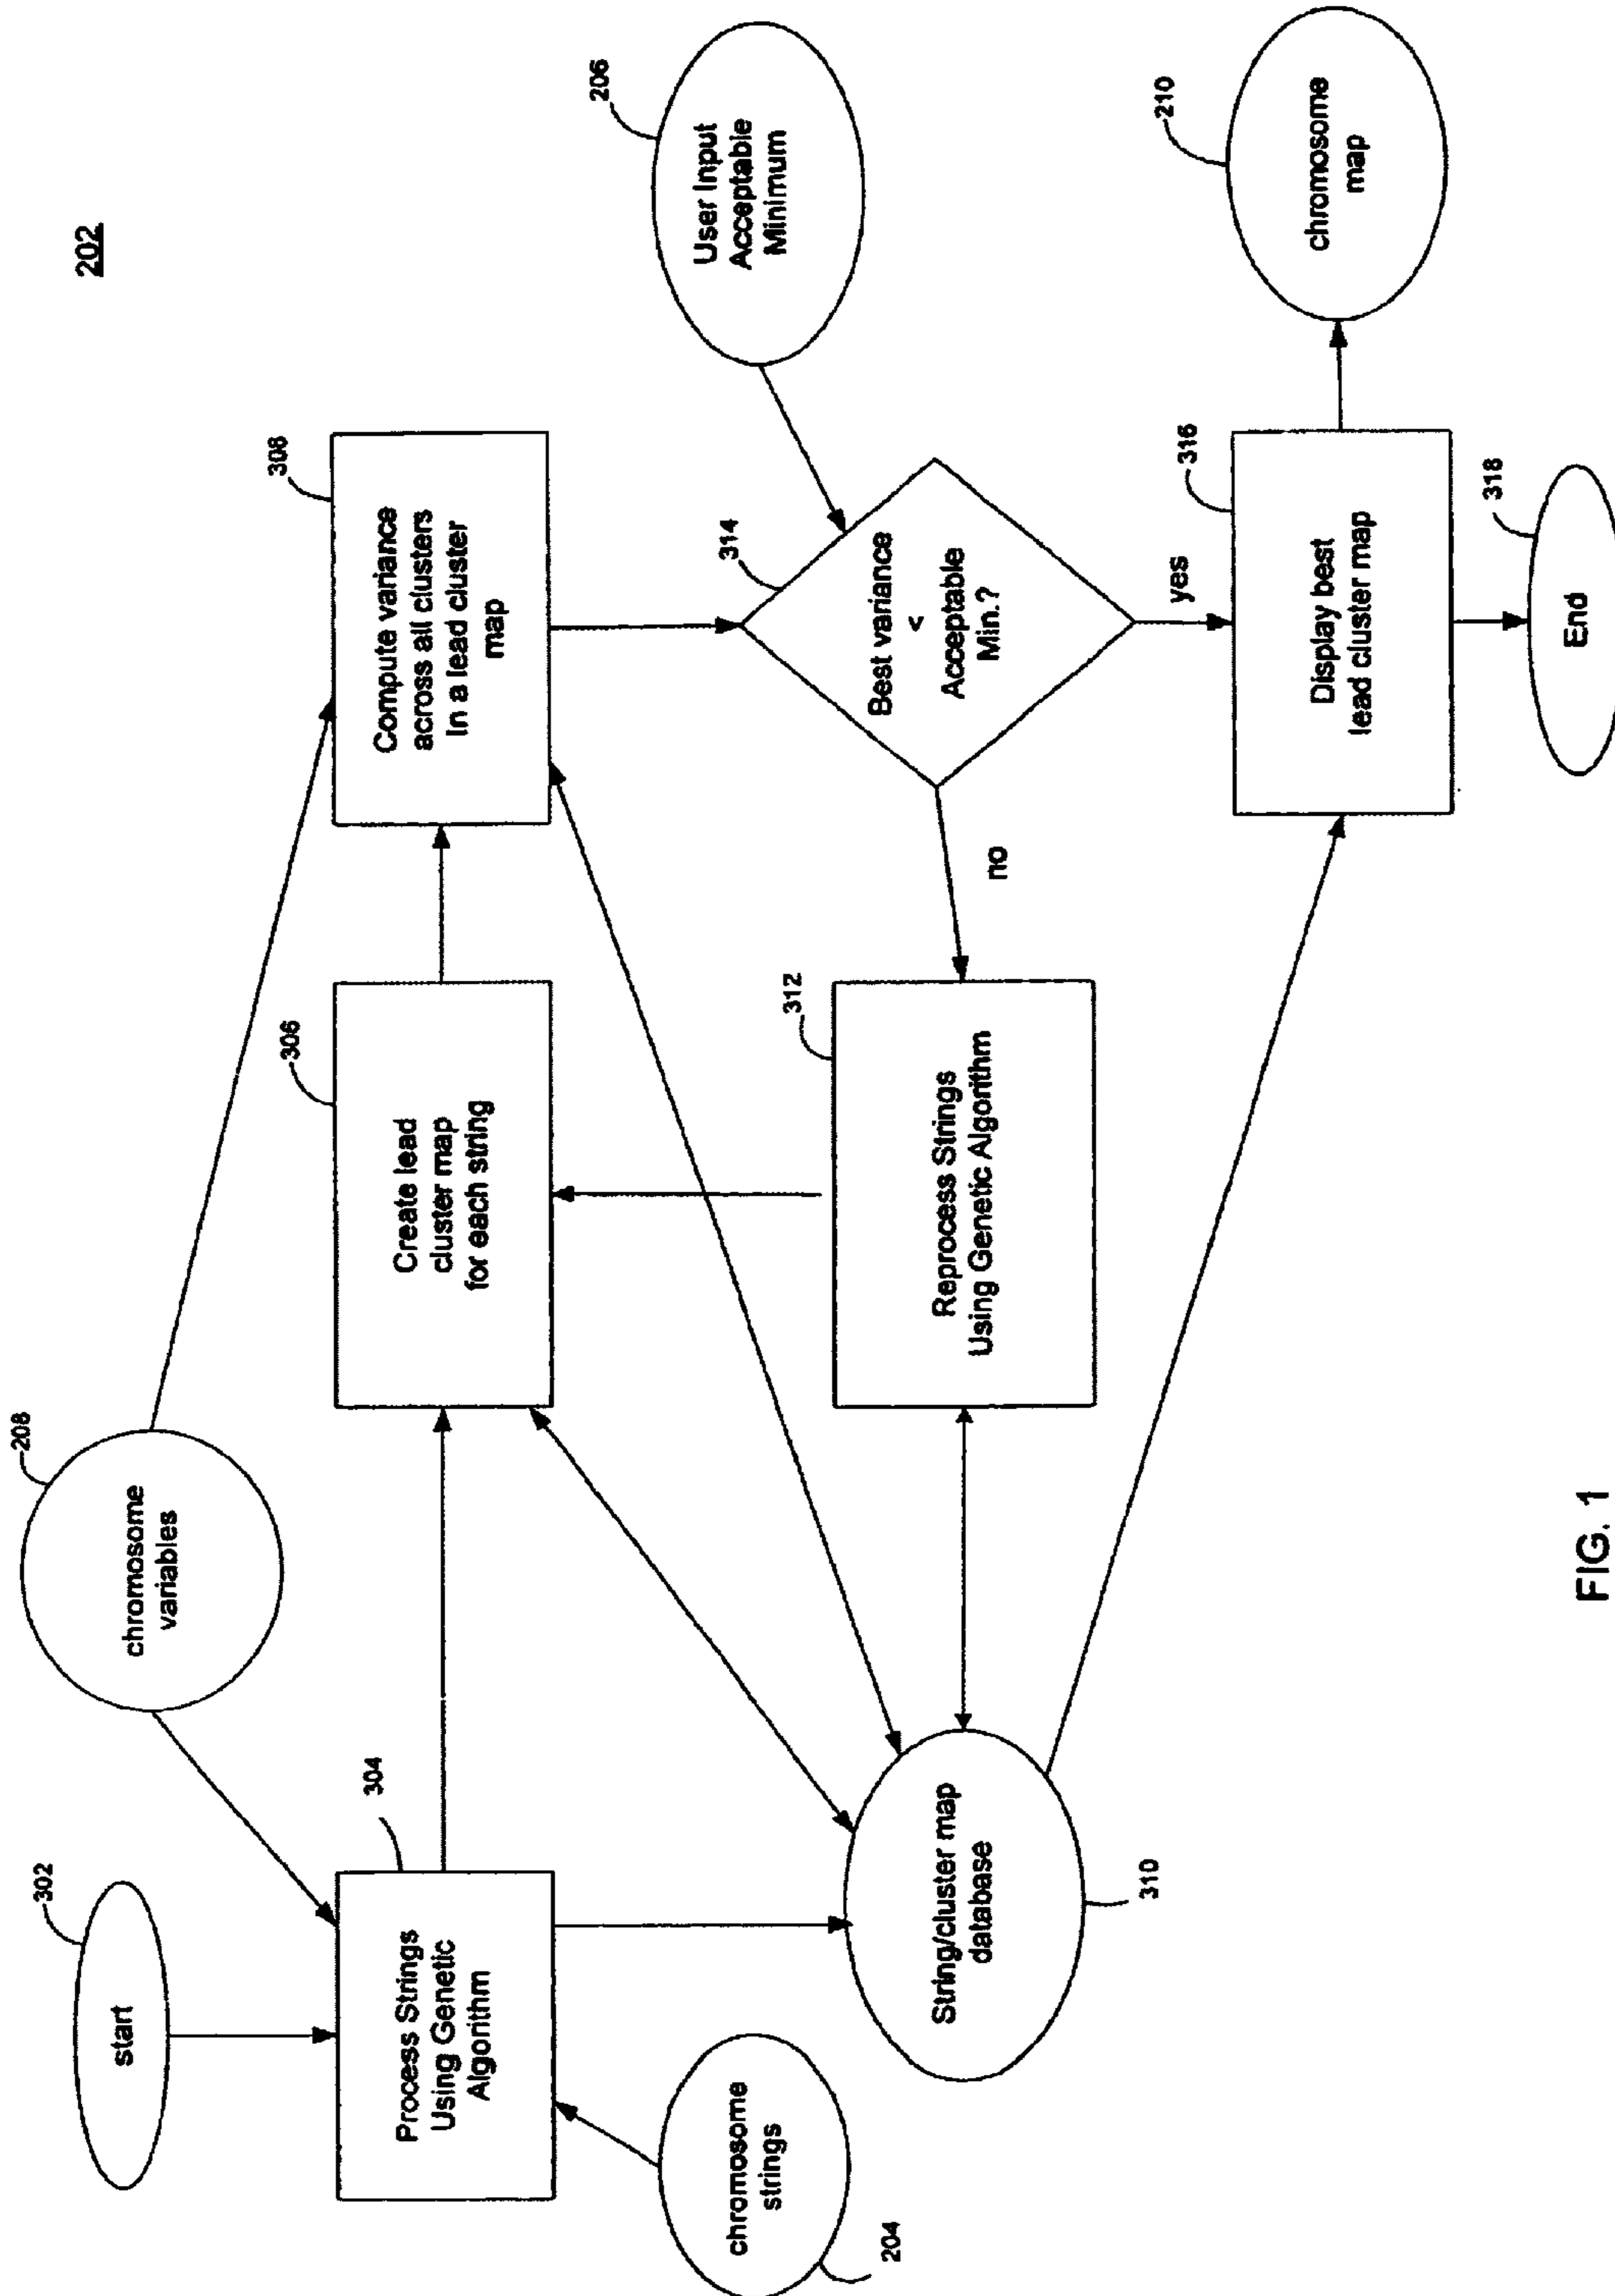 202
302
start
208
chromosome
variables
304
Process Strings
Using Genetic
Algorithm
306
Create lead
cluster map
for each string
308
Compute variance
across all clusters
In a lead cluster
map
204
chromosome
strings
310
String/cluster map
database
312
Reprocess Strings
Using Genetic Algorithm
no
314
Best variance
<
Acceptable
Min.?
yes
206
User Input
Acceptable
Minimum
316
Display best
lead cluster map
210
chromosome
map
318
End
FIG. 1